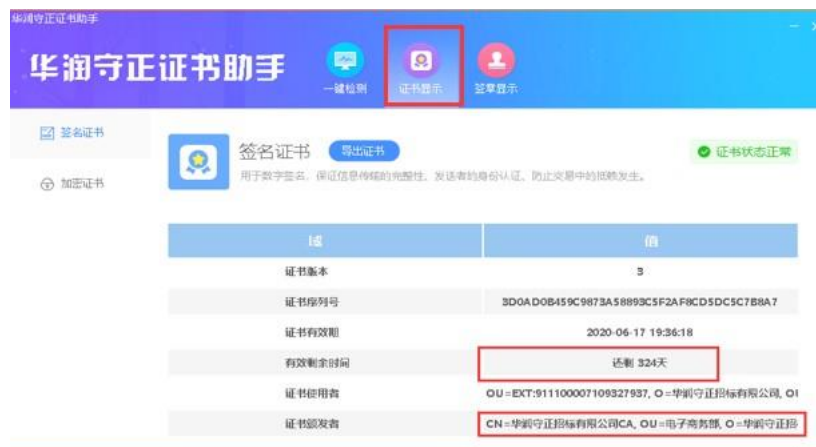 华润守正证书助手
华润守正证书助手
一键检测 证书显示 签章显示
签名证书
加密证书
签名证书 导出证书
证书状态正常
用于数字签名、保证信息传输的完整性、发送者的身份认证、防止交易中的抵赖发生。
域 值
证书版本 3
证书序列号 3D0AD0B459C9873A58893C5F2AF8CD5DC5C7B8A7
证书有效期 2020-06-17 19:36:18
有效剩余时间 还剩 324天
证书使用者 OU=EXT:911100007109327937, O=华润守正招标有限公司, OU
证书颁发者 CN=华润守正招标有限公司CA, OU=电子商务部, O=华润守正招标